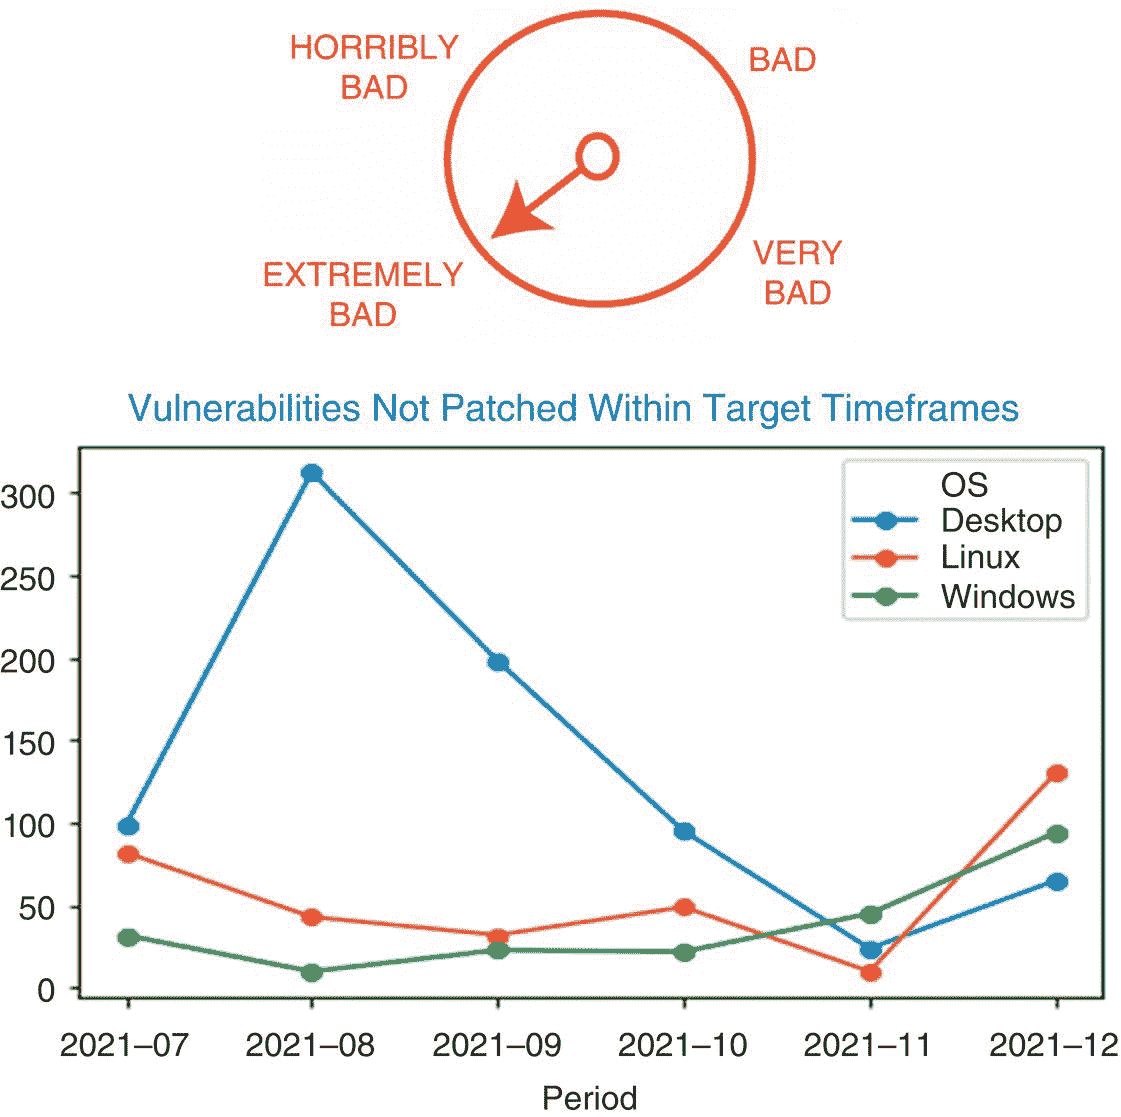 HORRIBLY
BAD
BAD
EXTREMELY
BAD
VERY
BAD
Vulnerabilities Not Patched Within Target Timeframes
OS
Desktop
Linux
Windows
300
250
200
150
100
50
0
2021–07 2021–08 2021–09 2021–10 2021–11 2021–12
Period